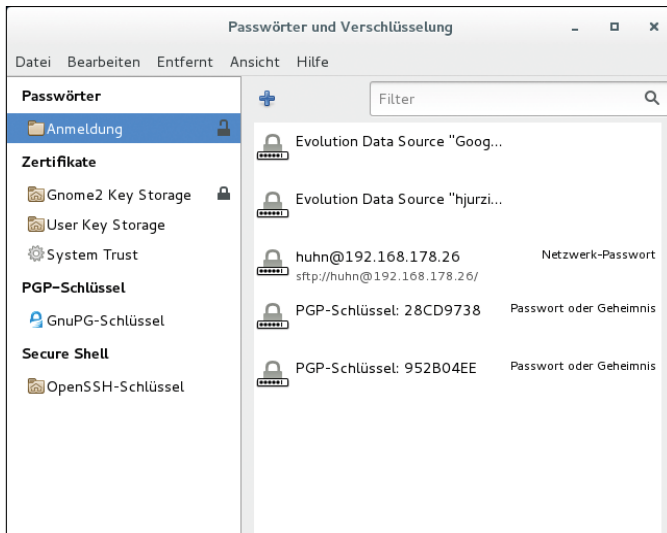 Passwörter und Verschlüsselung
Datei Bearbeiten Entfernt Ansicht Hilfe
Passwörter
Anmeldung
Zertifikate
Gnome2 Key Storage
User Key Storage
System Trust
PGP-Schlüssel
GnuPG-Schlüssel
Secure Shell
OpenSSH-Schlüssel
Filter
Evolution Data Source "Goog...
Evolution Data Source "hjurzi...
huhn@192.168.178.26 Netzwerk-Passwort
sftp://huhn@192.168.178.26/
PGP-Schlüssel: 28CD9738 Passwort oder Geheimnis
PGP-Schlüssel: 952B04EE Passwort oder Geheimnis